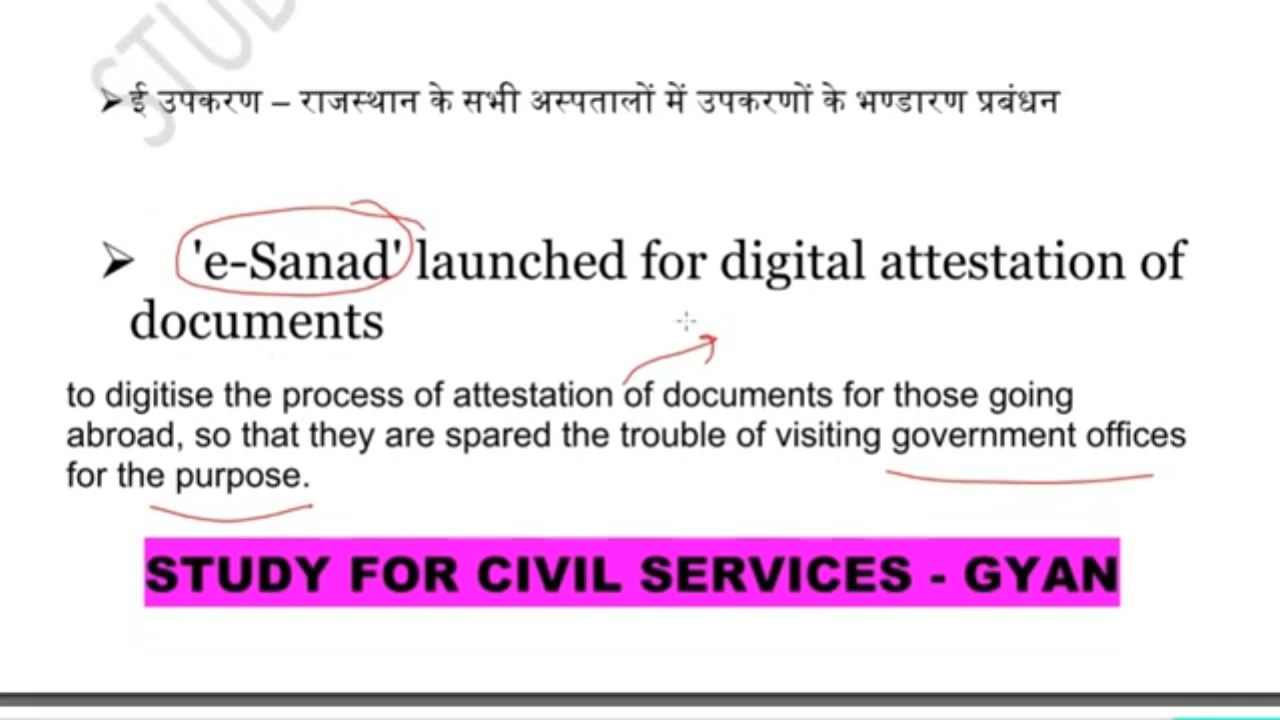 STUD
➤ ई उपकरण – राजस्थान के सभी अस्पतालों में उपकरणों के भण्डारण प्रबंधन
➤ 'e-Sanad' launched for digital attestation of
documents
to digitise the process of attestation of documents for those going
abroad, so that they are spared the trouble of visiting government offices
for the purpose.
STUDY FOR CIVIL SERVICES - GYAN